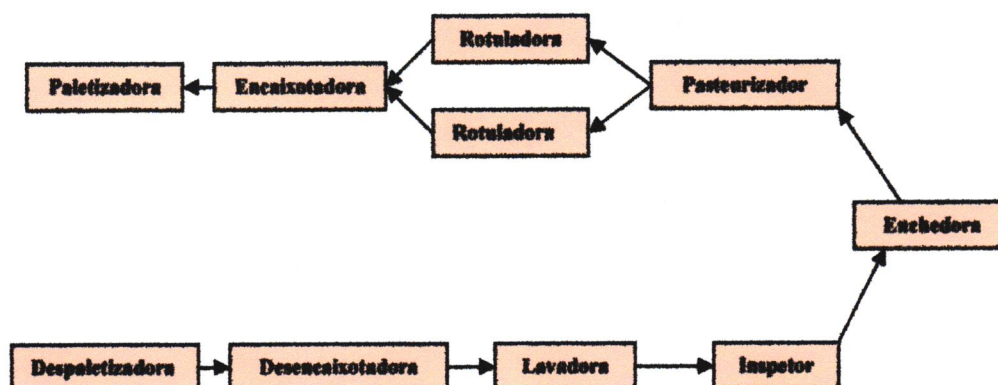 Rotuladora
Paletizadora
Encaixotadora
Pasteurizador
Rotuladora
Enchedora
Despaletizadora
Desencaixotadora
Lavadora
Inspetor